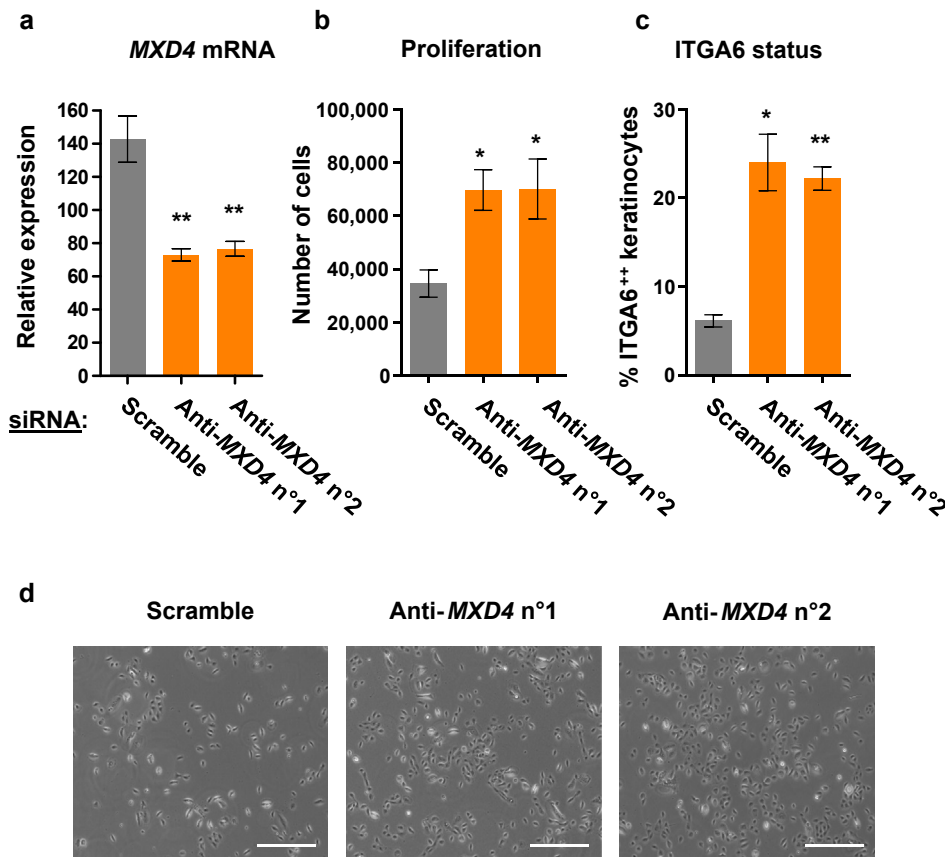 a
MXD4 mRNA
Relative expression
160
140
120
100
80
60
40
20
0
**
**
siRNA:
Scramble
Anti-MXD4 n°1
Anti-MXD4 n°2
b
Proliferation
Number of cells
100,000
80,000
60,000
40,000
20,000
0
*
*
Scramble
Anti-MXD4 n°1
Anti-MXD4 n°2
c
ITGA6 status
% ITGA6⁺⁺ keratinocytes
30
20
10
0
*
**
Scramble
Anti-MXD4 n°1
Anti-MXD4 n°2
d
Scramble
Anti-MXD4 n°1
Anti-MXD4 n°2